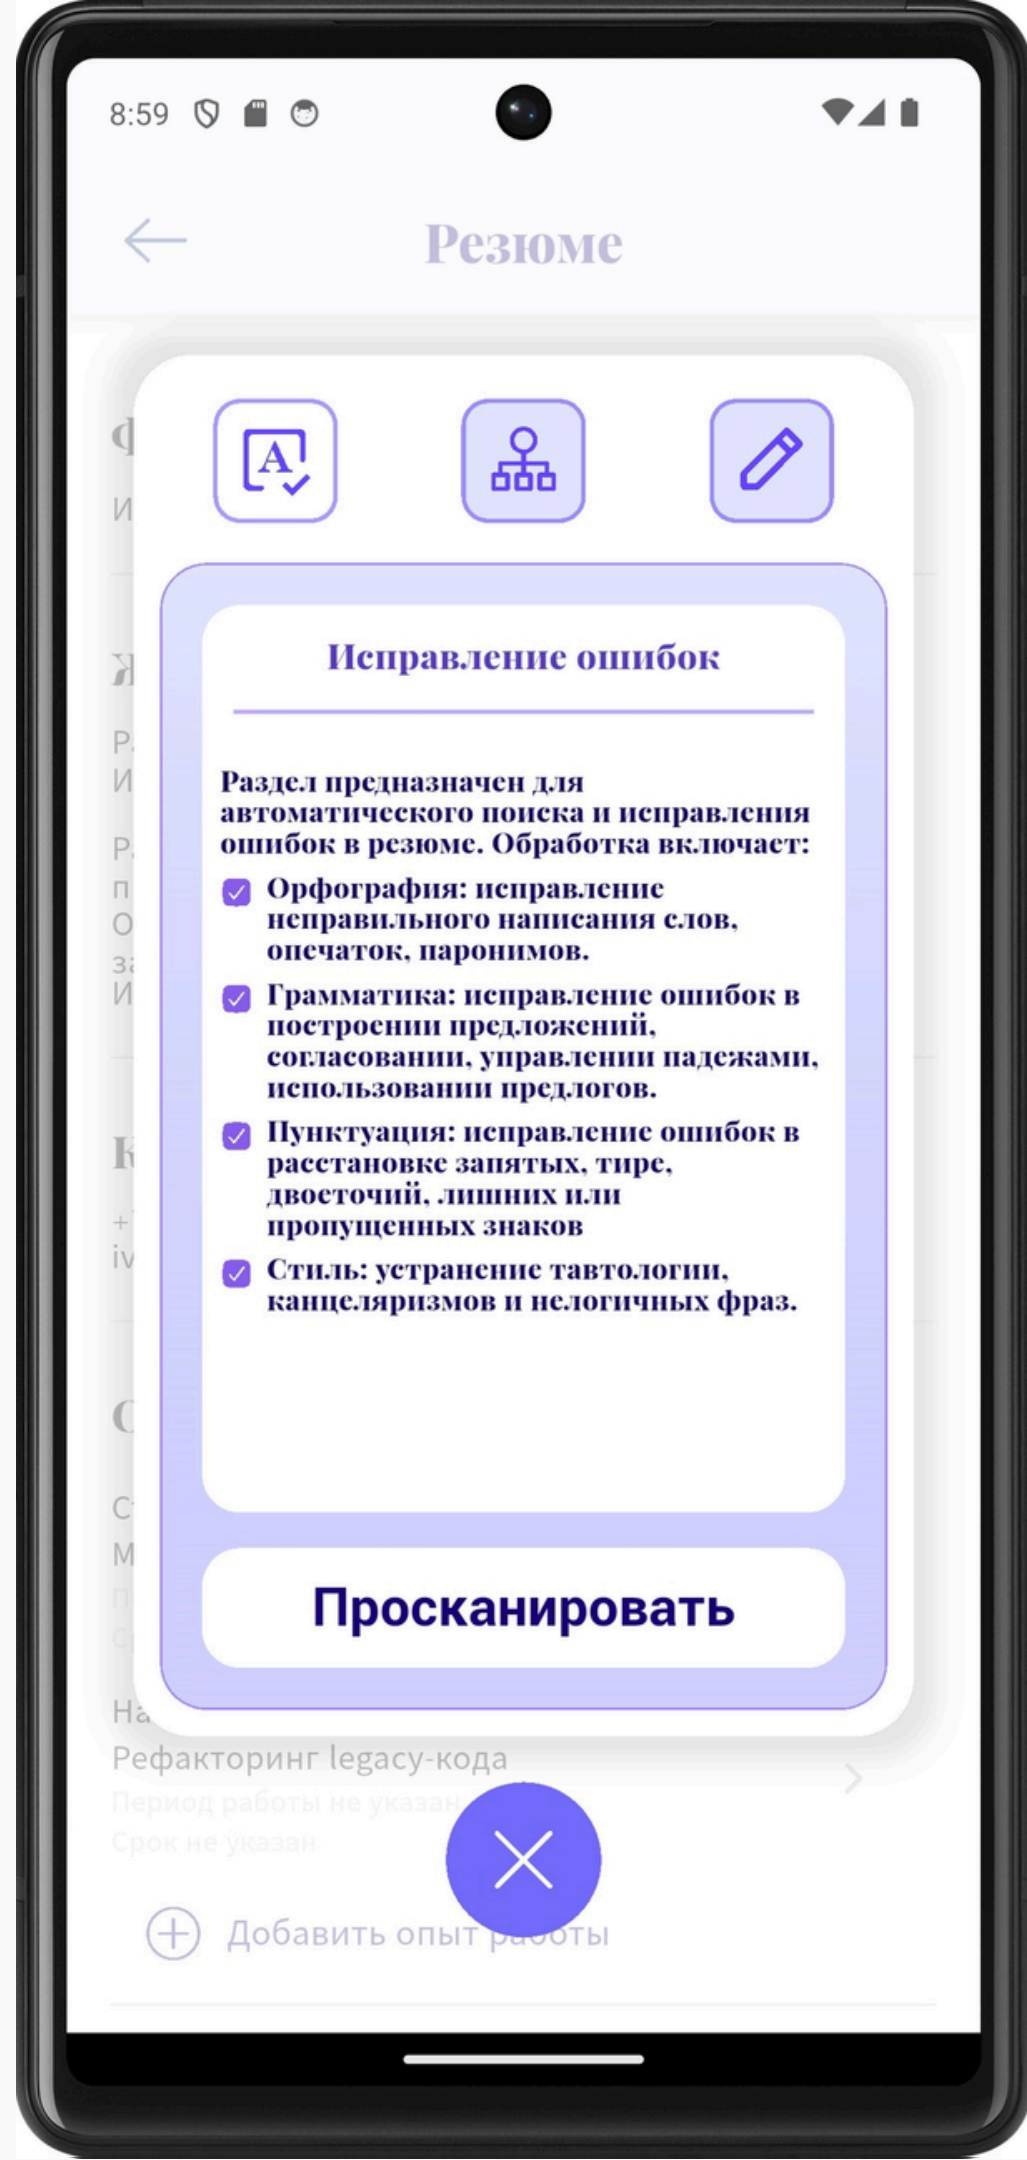 8:59
Резюме
A
Исправление ошибок
Раздел предназначен для
автоматического поиска и исправления
ошибок в резюме. Обработка включает:
Орфография: исправление
неправильного написания слов,
опечаток, паронимов.
Грамматика: исправление ошибок в
построении предложений,
согласовании, управлении падежами,
использовании предлогов.
Пунктуация: исправление ошибок в
расстановке запятых, тире,
двоеточий, лишних или
пропущенных знаков
Стиль: устранение тавтологии,
канцеляризмов и нелогичных фраз.
Просканировать
Рефакторинг legacy-кода
Период работы не указан
Срок не указан
Добавить опыт работы